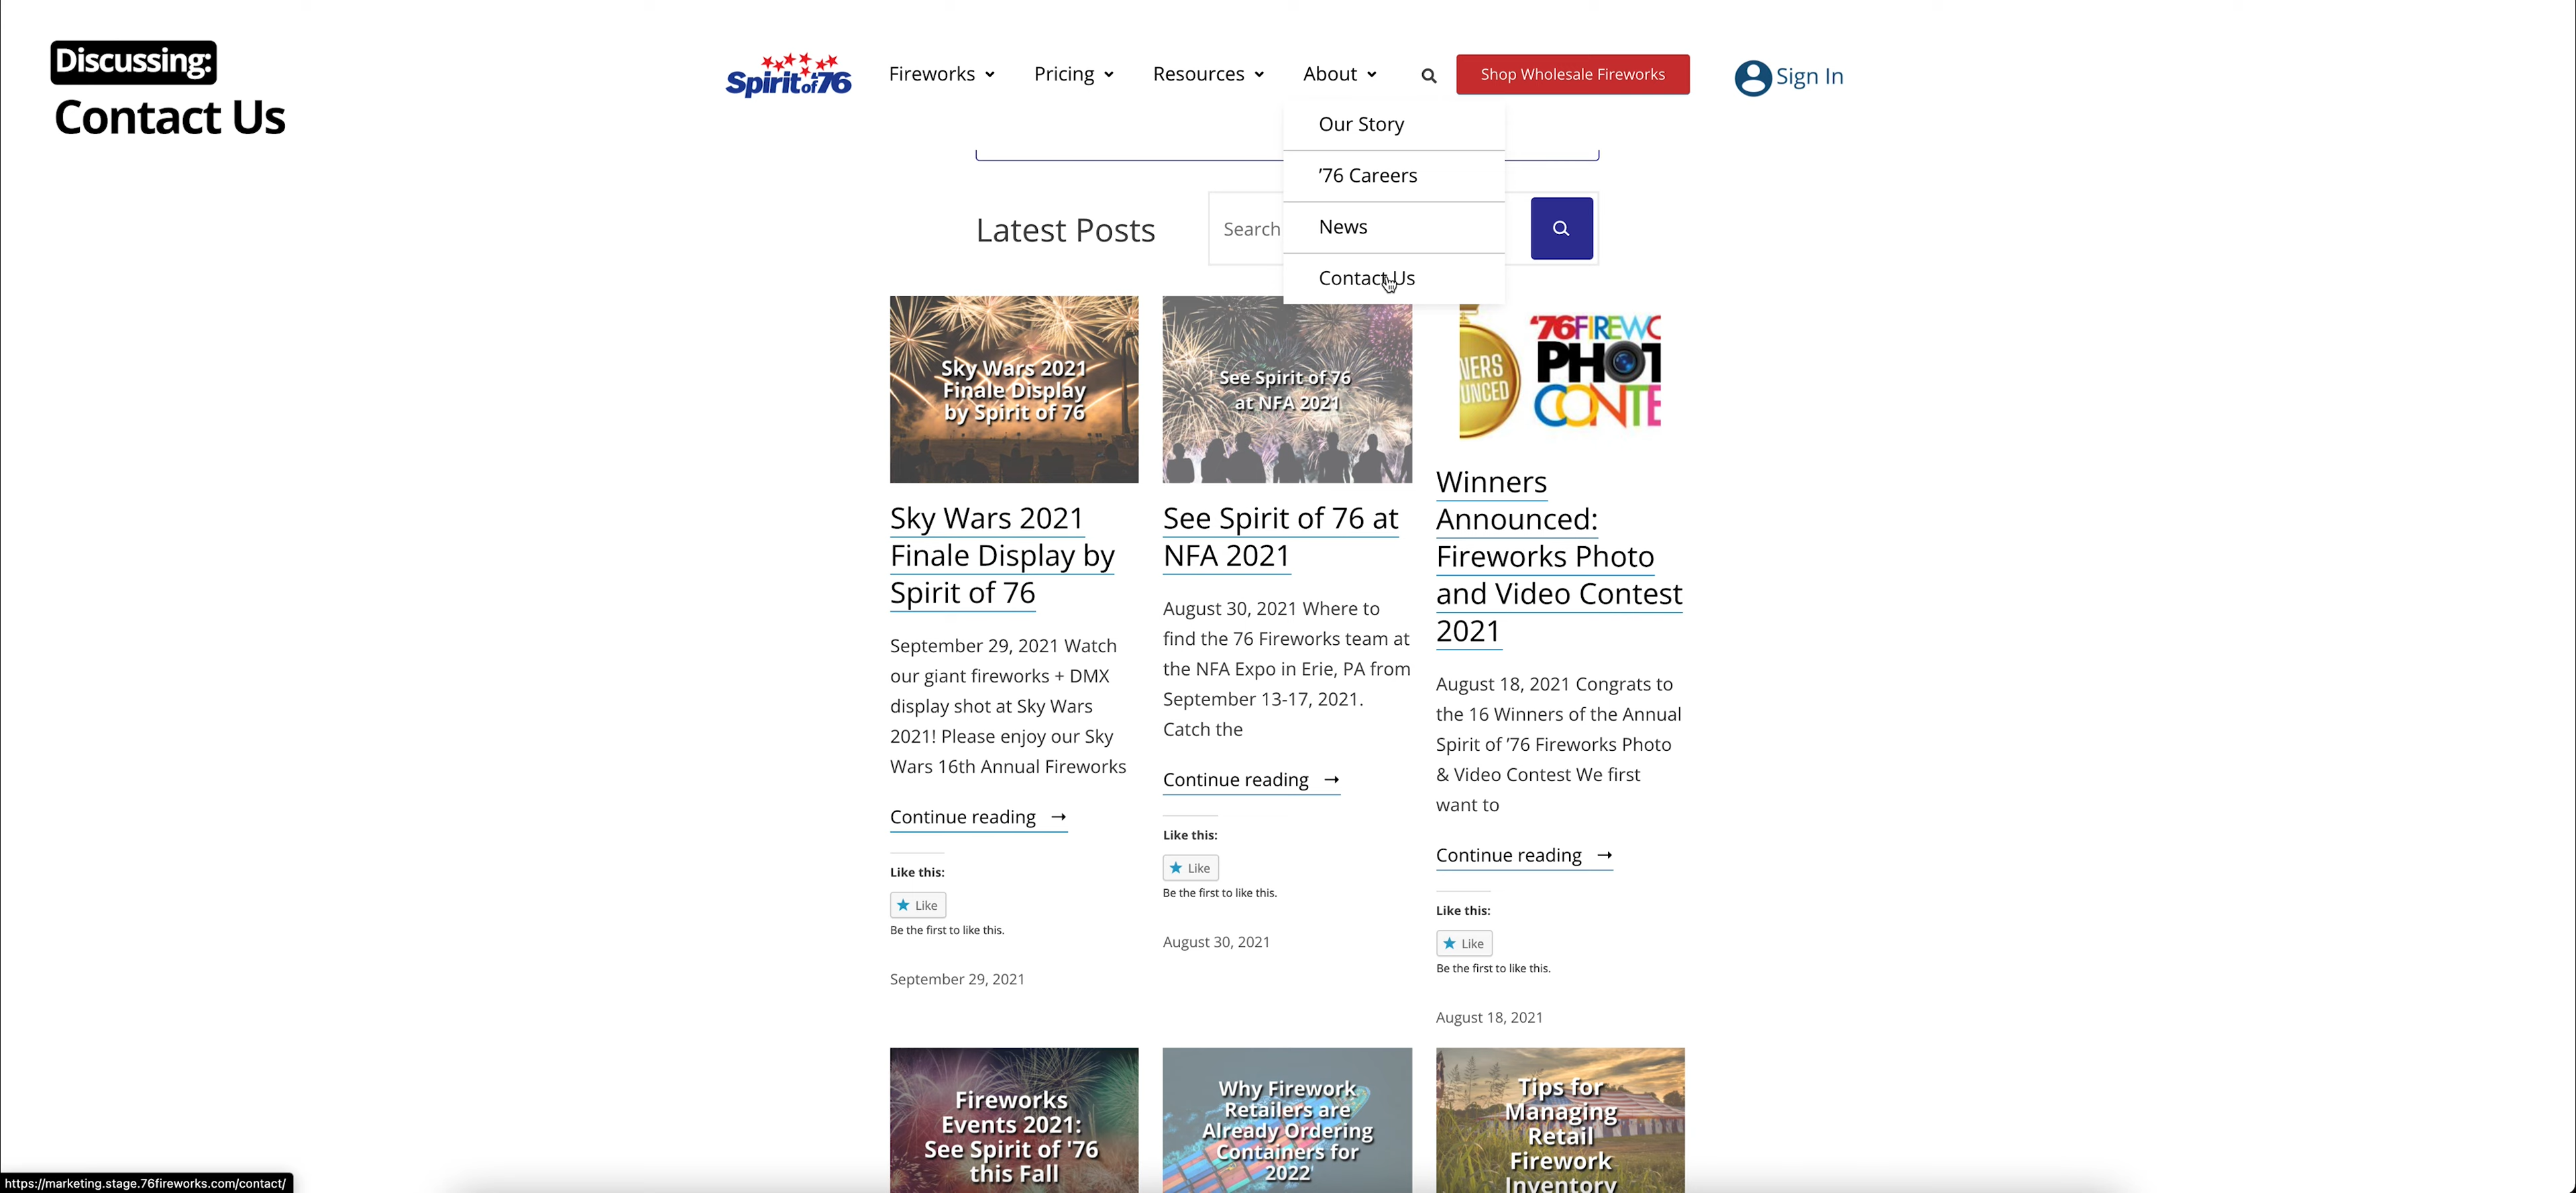 Discussing:
Contact Us
Spirit of '76
Fireworks
Pricing
Resources
About
Shop Wholesale Fireworks
Sign In
Our Story
'76 Careers
News
Contact Us
Latest Posts
Search
Sky Wars 2021
Finale Display
by Spirit of 76
Sky Wars 2021
Finale Display by
Spirit of 76
September 29, 2021 Watch
our giant fireworks + DMX
display shot at Sky Wars
2021! Please enjoy our Sky
Wars 16th Annual Fireworks
Continue reading →
Like this:
Like
Be the first to like this.
September 29, 2021
See Spirit of 76
at NFA 2021
See Spirit of 76 at
NFA 2021
August 30, 2021 Where to
find the 76 Fireworks team at
the NFA Expo in Erie, PA from
September 13-17, 2021.
Catch the
Continue reading →
Like this:
Like
Be the first to like this.
August 30, 2021
NERS
UNCED
'76FIREWC
PHOT
CONTE
Winners
Announced:
Fireworks Photo
and Video Contest
2021
August 18, 2021 Congrats to
the 16 Winners of the Annual
Spirit of '76 Fireworks Photo
& Video Contest We first
want to
Continue reading →
Like this:
Like
Be the first to like this.
August 18, 2021
Fireworks
Events 2021:
See Spirit of '76
this Fall
Why Firework
Retailers are
Already Ordering
Containers for
2022
Tips for
Managing
Retail
Firework
Inventory
https://marketing.stage.76fireworks.com/contact/